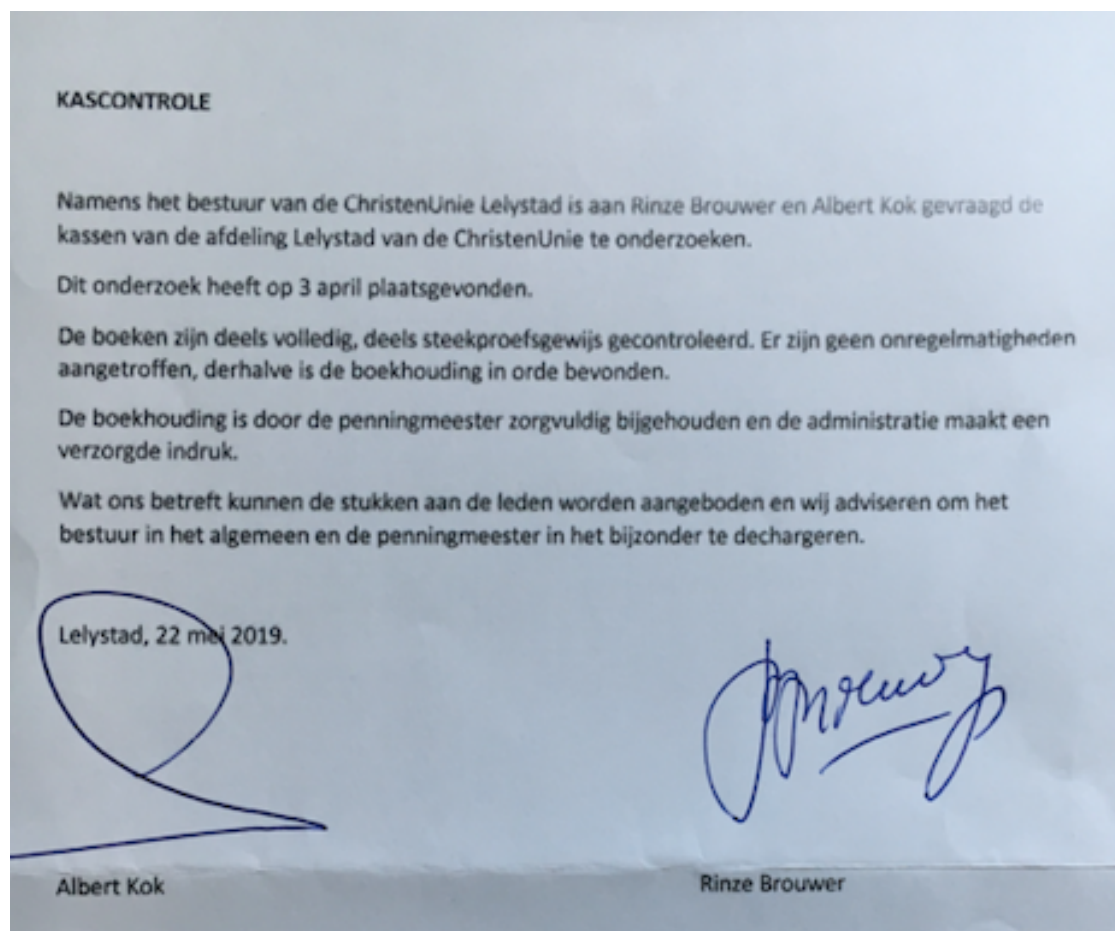 KASCONTROLE
Namens het bestuur van de ChristenUnie Lelystad is aan Rinze Brouwer en Albert Kok gevraagd de
kassen van de afdeling Lelystad van de ChristenUnie te onderzoeken.
Dit onderzoek heeft op 3 april plaatsgevonden.
De boeken zijn deels volledig, deels steekproefsgewijs gecontroleerd. Er zijn geen onregelmatigheden
aangetroffen, derhalve is de boekhouding in orde bevonden.
De boekhouding is door de penningmeester zorgvuldig bijgehouden en de administratie maakt een
verzorgde indruk.
Wat ons betreft kunnen de stukken aan de leden worden aangeboden en wij adviseren om het
bestuur in het algemeen en de penningmeester in het bijzonder te dechargeren.
Lelystad, 22 mei 2019.
Albert Kok
Rinze Brouwer